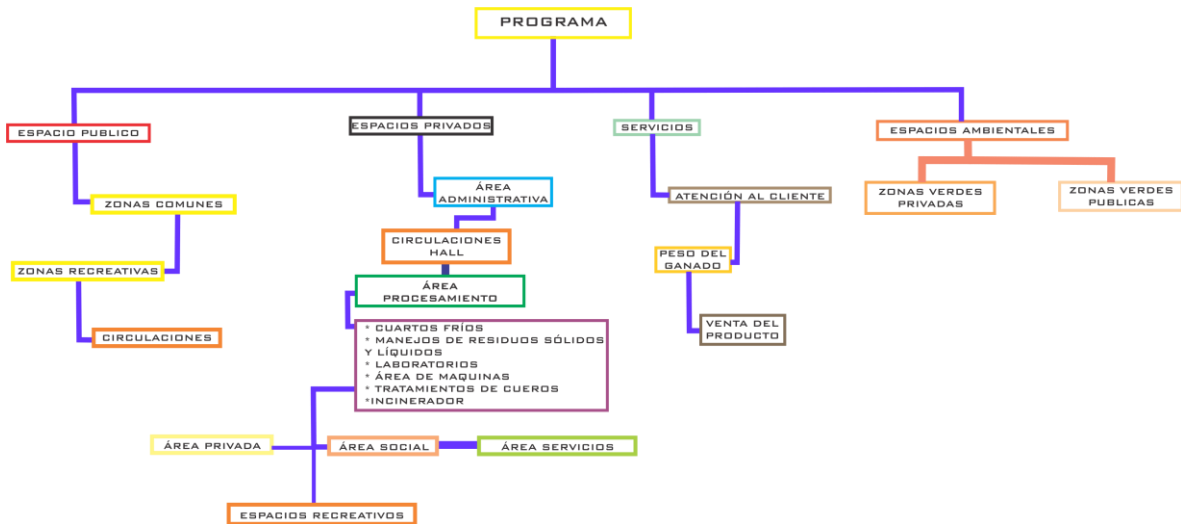 PROGRAMA
ESPACIO PUBLICO
ESPACIOS PRIVADOS
SERVICIOS
ESPACIOS AMBIENTALES
ÁREA
ADMINISTRATIVA
ZONAS COMUNES
ATENCIÓN AL CLIENTE
ZONAS VERDES
PRIVADAS
ZONAS VERDES
PUBLICAS
CIRCULACIONES
HALL
PESO DEL
GANADO
ZONAS RECREATIVAS
ÁREA
PROCESAMIENTO
CIRCULACIONES
VENTA DEL
PRODUCTO
* CUARTOS FRÍOS
* MANEJOS DE RESIDUOS SÓLIDOS
Y LÍQUIDOS
* LABORATORIOS
* ÁREA DE MAQUINAS
* TRATAMIENTOS DE CUEROS
*INCINERADOR
ÁREA PRIVADA
ÁREA SOCIAL
ÁREA SERVICIOS
ESPACIOS RECREATIVOS